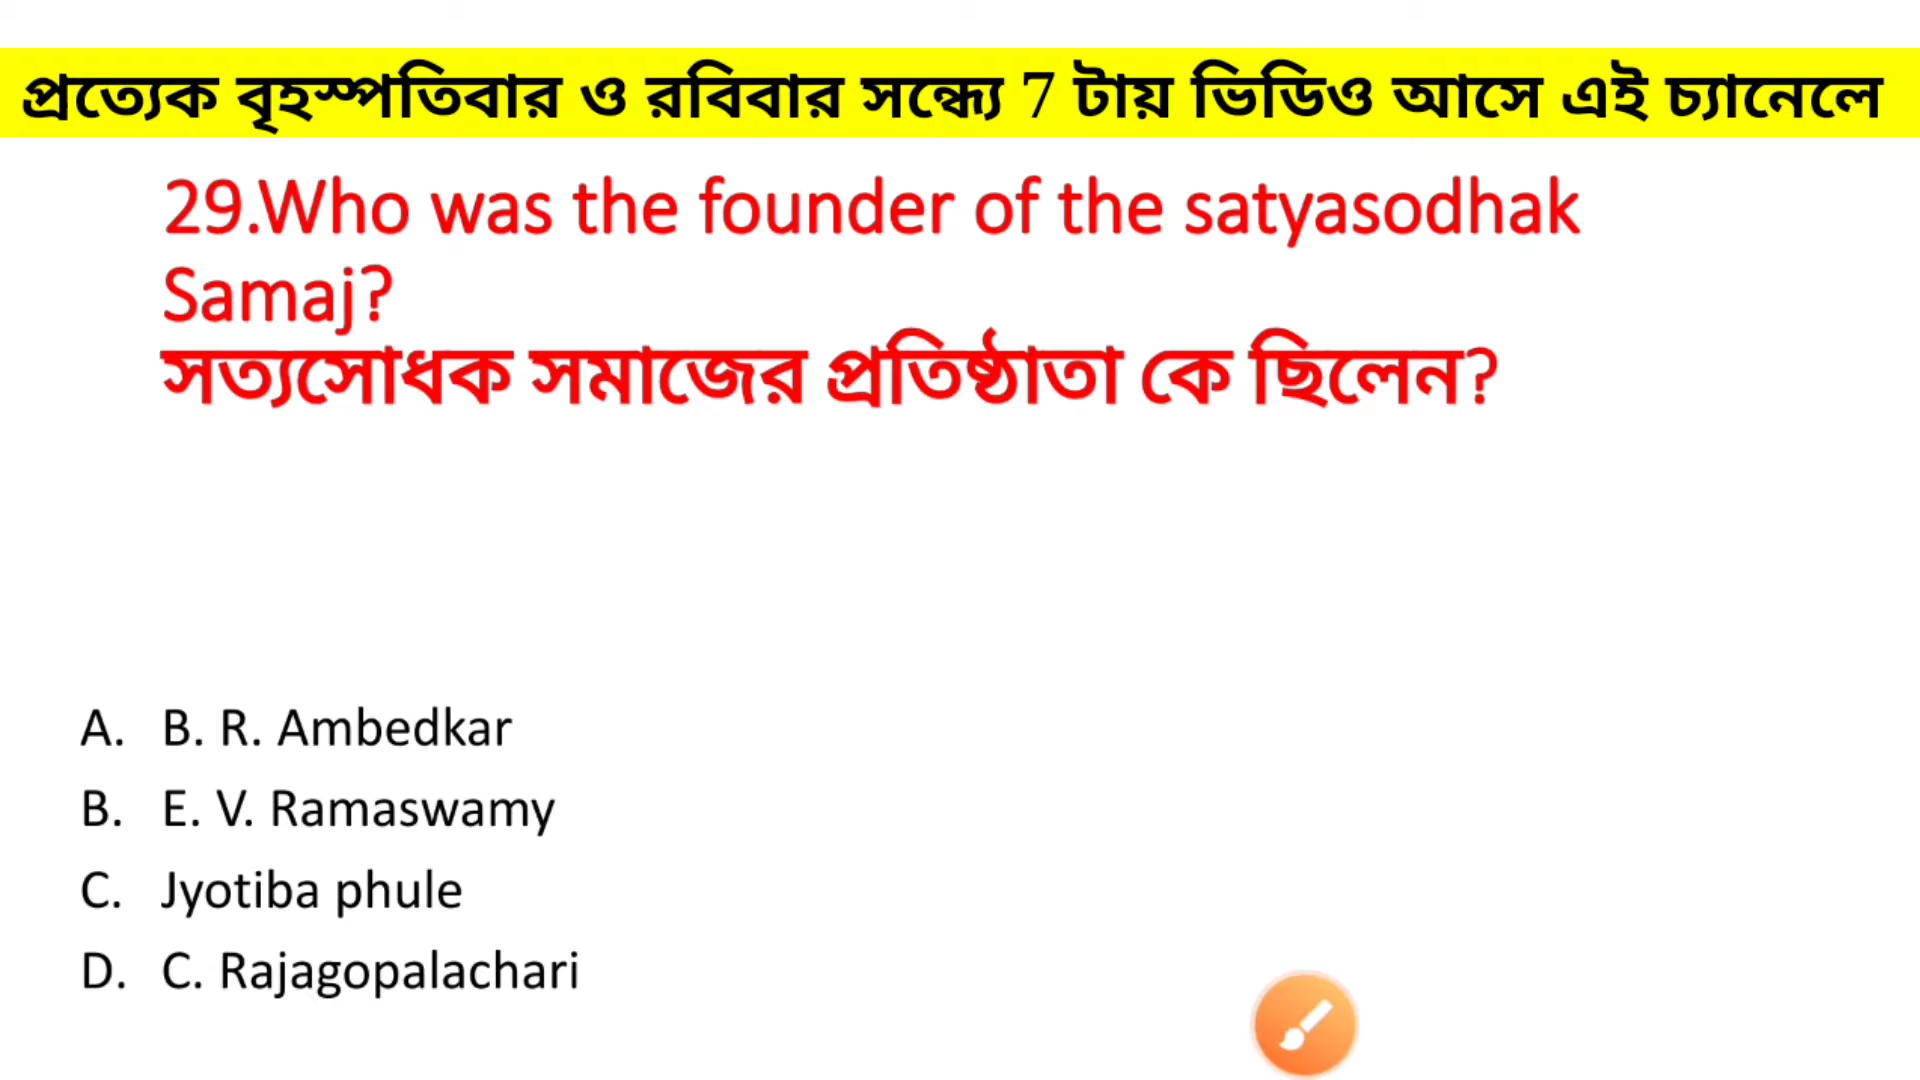 প্রত্যেক বৃহস্পতিবার ও রবিবার সন্ধ্যে 7 টায় ভিডিও আসে এই চ্যানেলে
29.Who was the founder of the satyasodhak
Samaj?
সত্যসোধক সমাজের প্রতিষ্ঠাতা কে ছিলেন?
A. B. R. Ambedkar
B. E. V. Ramaswamy
C. Jyotiba phule
D. C. Rajagopalachari